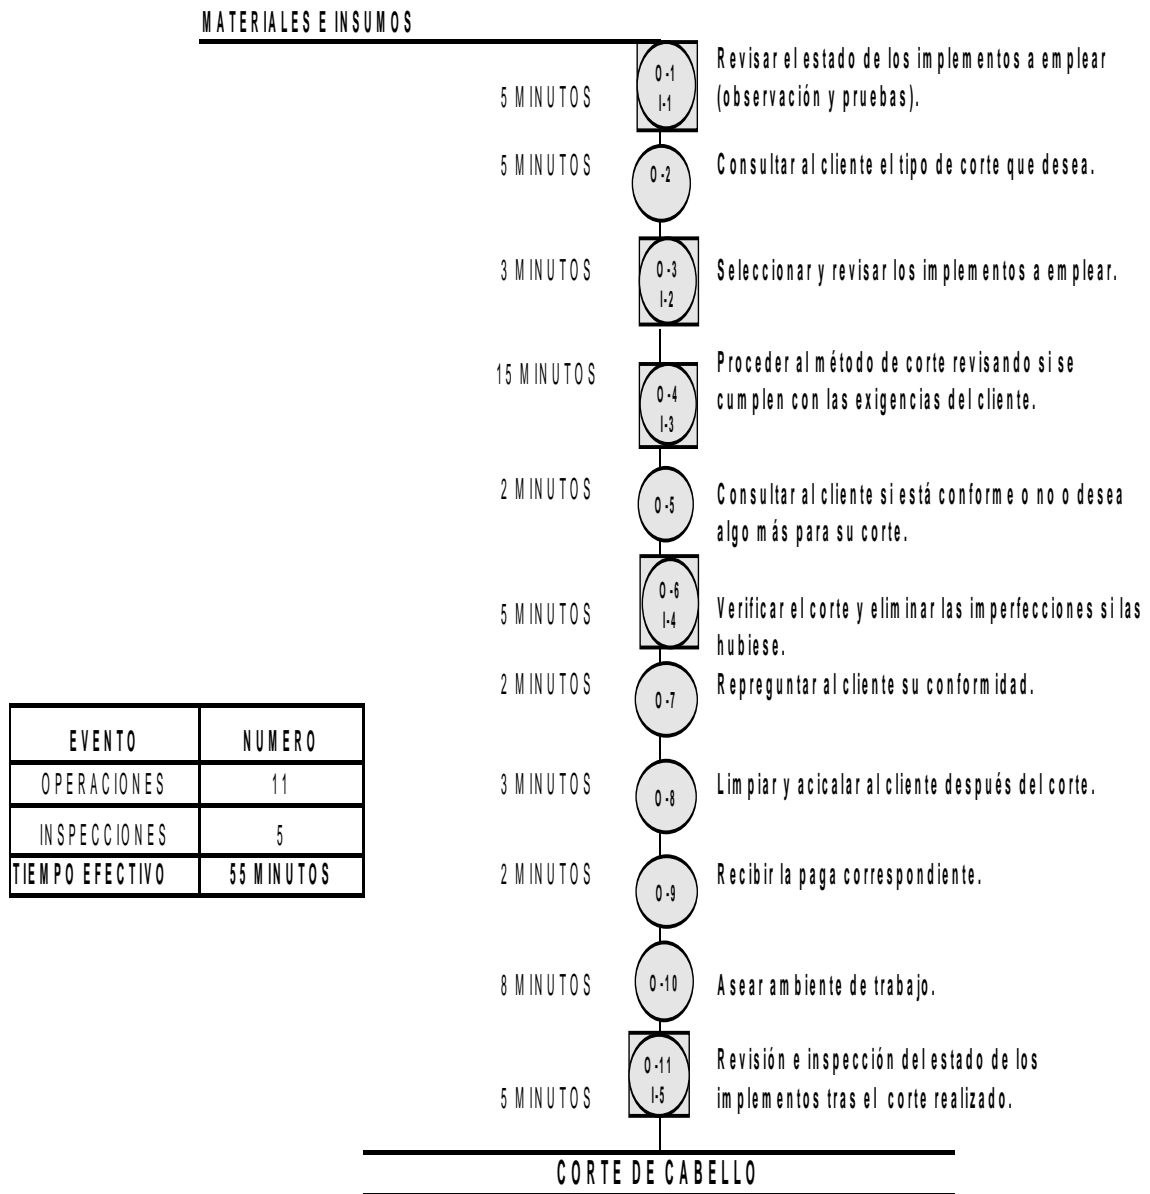 MATERIALES E INSUMOS
5 MINUTOS
O-1
I-1
Revisar el estado de los implementos a emplear
(observación y pruebas).
5 MINUTOS
O-2
Consultar al cliente el tipo de corte que desea.
3 MINUTOS
O-3
I-2
Seleccionar y revisar los implementos a emplear.
15 MINUTOS
O-4
I-3
Proceder al método de corte revisando si se
cumplen con las exigencias del cliente.
2 MINUTOS
O-5
Consultar al cliente si está conforme o no o desea
algo más para su corte.
5 MINUTOS
O-6
I-4
Verificar el corte y eliminar las imperfecciones si las
hubiese.
2 MINUTOS
O-7
Repreguntar al cliente su conformidad.
3 MINUTOS
O-8
Limpiar y acicalar al cliente después del corte.
2 MINUTOS
O-9
Recibir la paga correspondiente.
8 MINUTOS
O-10
Asear ambiente de trabajo.
5 MINUTOS
O-11
I-5
Revisión e inspección del estado de los
implementos tras el corte realizado.
EVENTO NUMERO
OPERACIONES 11
INSPECCIONES 5
TIEMPO EFECTIVO 55 MINUTOS
CORTE DE CABELLO